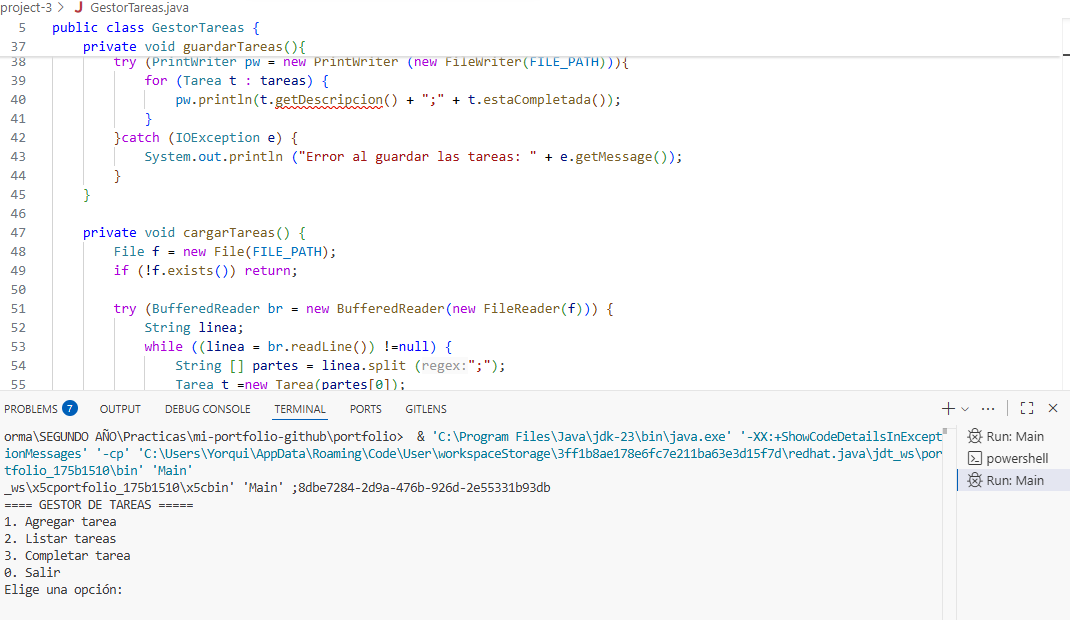 project-3 > J GestorTareas.java
5 public class GestorTareas {
37 private void guardarTareas(){
38 try (PrintWriter pw = new PrintWriter (new FileWriter(FILE_PATH))){
39 for (Tarea t : tareas) {
40 pw.println(t.getDescripcion() + ";" + t.estaCompletada());
41 }
42 }catch (IOException e) {
43 System.out.println ("Error al guardar las tareas: " + e.getMessage());
44 }
45 }
46
47 private void cargarTareas() {
48 File f = new File(FILE_PATH);
49 if (!f.exists()) return;
50
51 try (BufferedReader br = new BufferedReader(new FileReader(f))) {
52 String linea;
53 while ((linea = br.readLine()) !=null) {
54 String [] partes = linea.split (regex:";");
55 Tarea t =new Tarea(partes[0]);
PROBLEMS 7 OUTPUT DEBUG CONSOLE TERMINAL PORTS GITLENS
orma\SEGUNDO AÑO\Practicas\mi-portfolio-github\portfolio> & 'C:\Program Files\Java\jdk-23\bin\java.exe' '-XX:+ShowCodeDetailsInExcept
ionMessages' '-cp' 'C:\Users\Yorqui\AppData\Roaming\Code\User\workspaceStorage\3ff1b8ae178e6fc7e211ba63e3d15f7d\redhat.java\jdt_ws\por
tfolio_175b1510\bin' 'Main'
_ws\x5cportfolio_175b1510\x5cbin' 'Main' ;8dbe7284-2d9a-476b-926d-2e55331b93db
==== GESTOR DE TAREAS =====
1. Agregar tarea
2. Listar tareas
3. Completar tarea
0. Salir
Elige una opción:
Run: Main
powershell
Run: Main